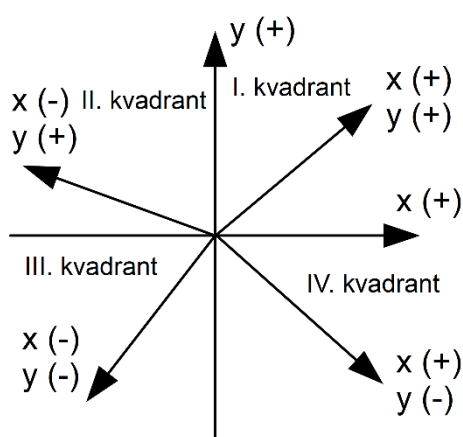 y (+)
x (-) II. kvadrant
y (+)
I. kvadrant
x (+)
y (+)
x (+)
III. kvadrant
IV. kvadrant
x (-)
y (-)
x (+)
y (-)